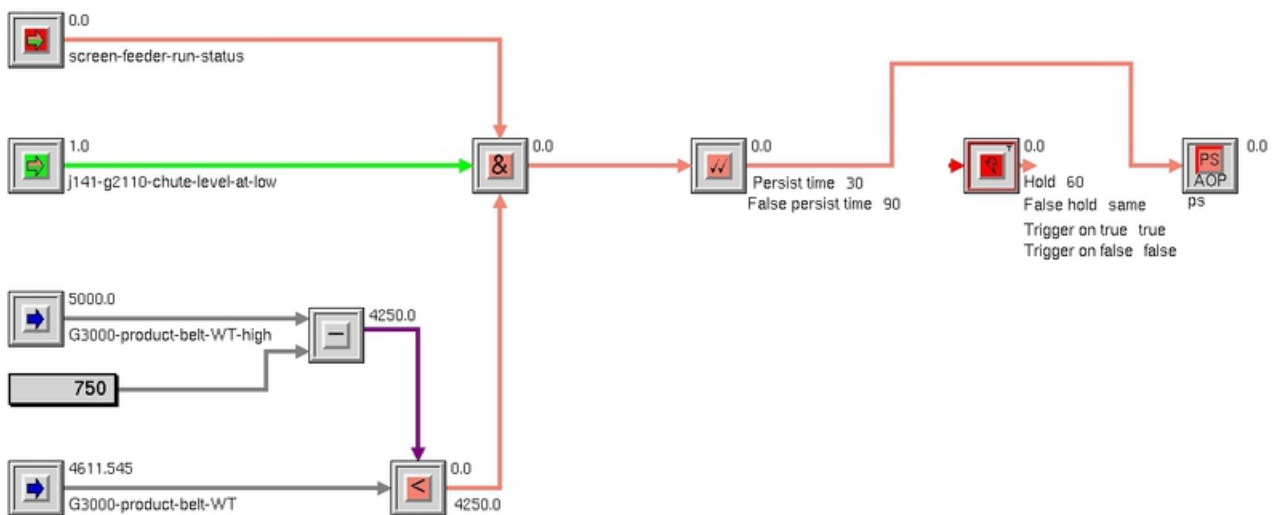 0.0
screen-feeder-run-status
1.0
j141-g2110-chute-level-at-low
&
0.0
0.0
Persist time 30
False persist time 90
0.0
Hold 60
False hold same
Trigger on true true
Trigger on false false
PS
AOP
ps
0.0
5000.0
G3000-product-belt-WT-high
750
−
4250.0
4611.545
G3000-product-belt-WT
<
0.0
4250.0